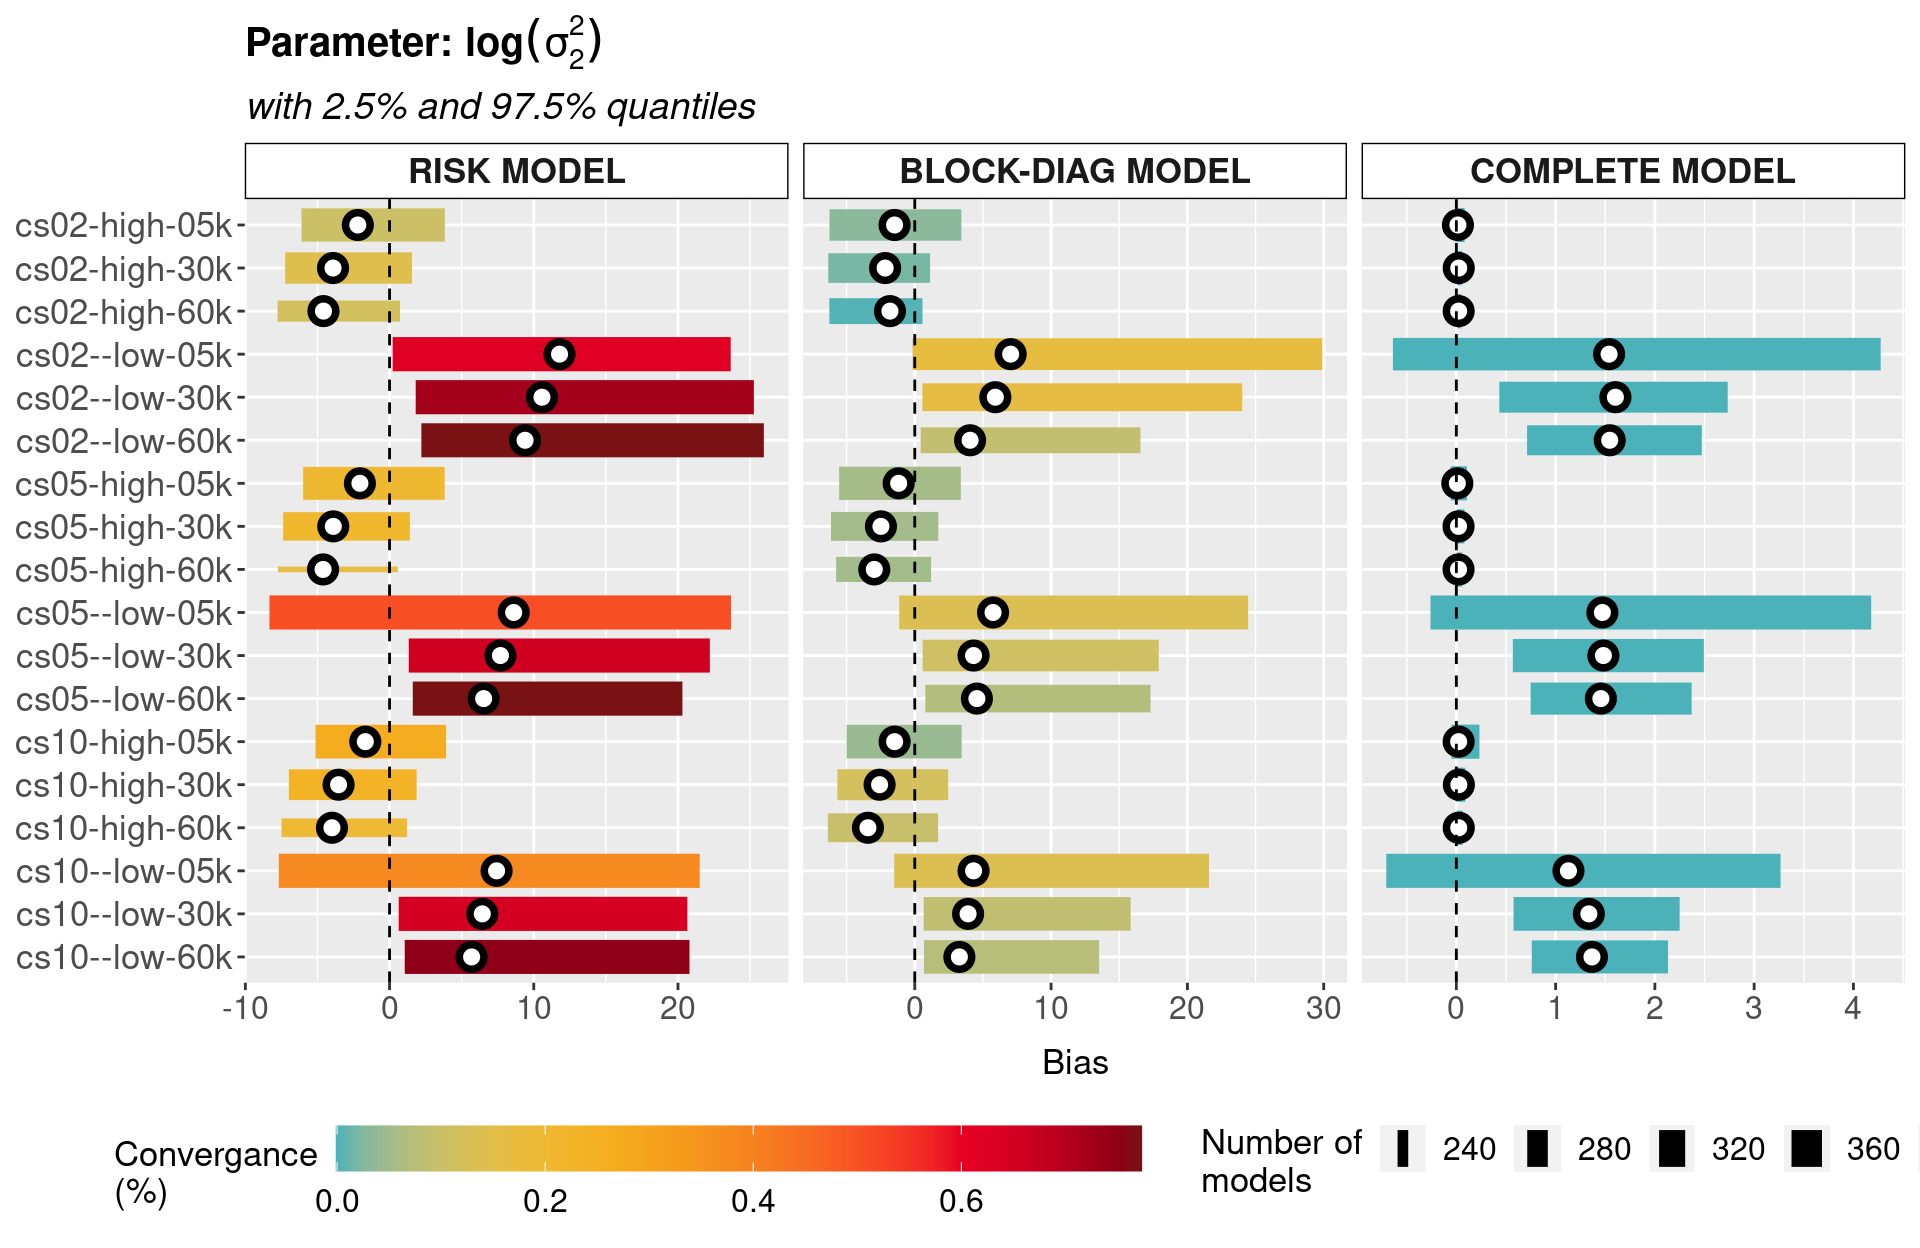 Parameter: log(σ₂²)
with 2.5% and 97.5% quantiles
RISK MODEL BLOCK-DIAG MODEL COMPLETE MODEL
cs02-high-05k
cs02-high-30k
cs02-high-60k
cs02--low-05k
cs02--low-30k
cs02--low-60k
cs05-high-05k
cs05-high-30k
cs05-high-60k
cs05--low-05k
cs05--low-30k
cs05--low-60k
cs10-high-05k
cs10-high-30k
cs10-high-60k
cs10--low-05k
cs10--low-30k
cs10--low-60k
-10 0 10 20 0 10 20 30 0 1 2 3 4
Bias
Convergance
(%)
0.0 0.2 0.4 0.6
Number of
models
240 280 320 360